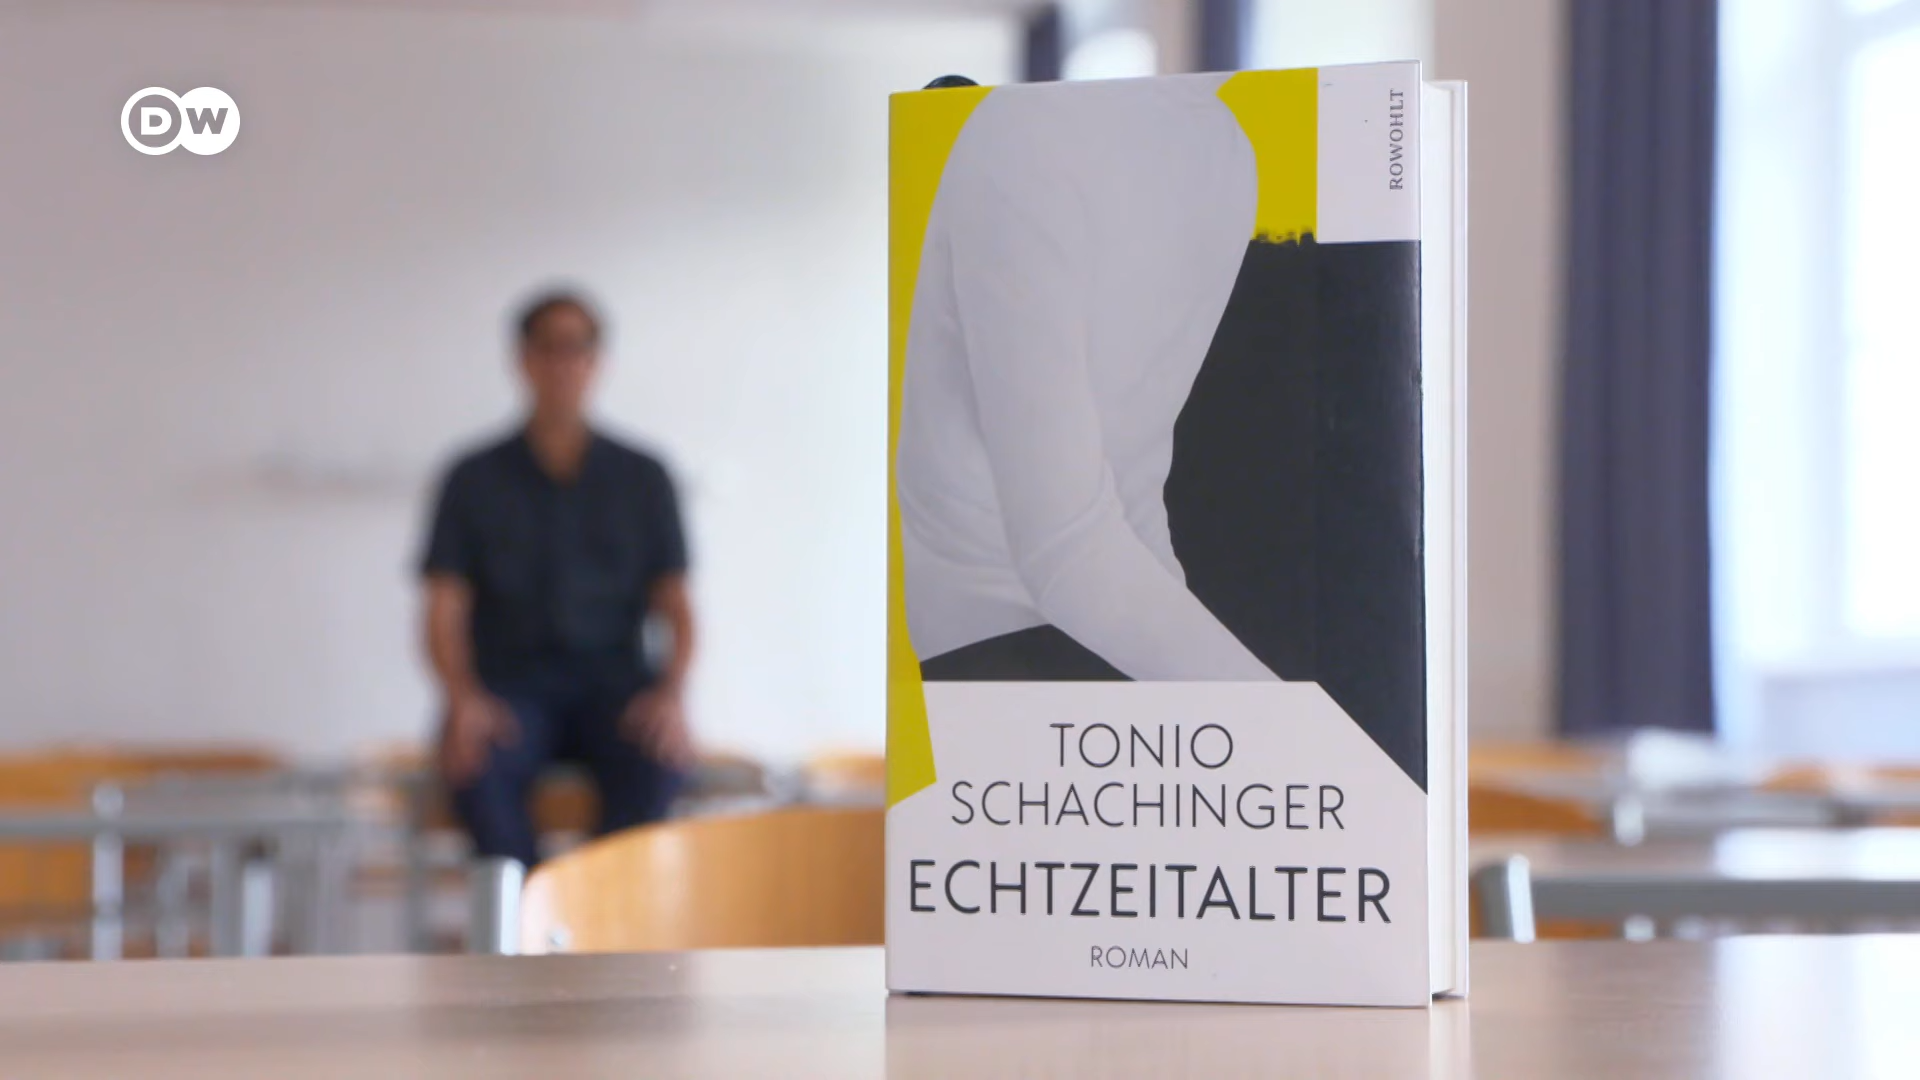 DW
ROWOHLT
TONIO
SCHACHINGER
ECHTZEITALTER
ROMAN